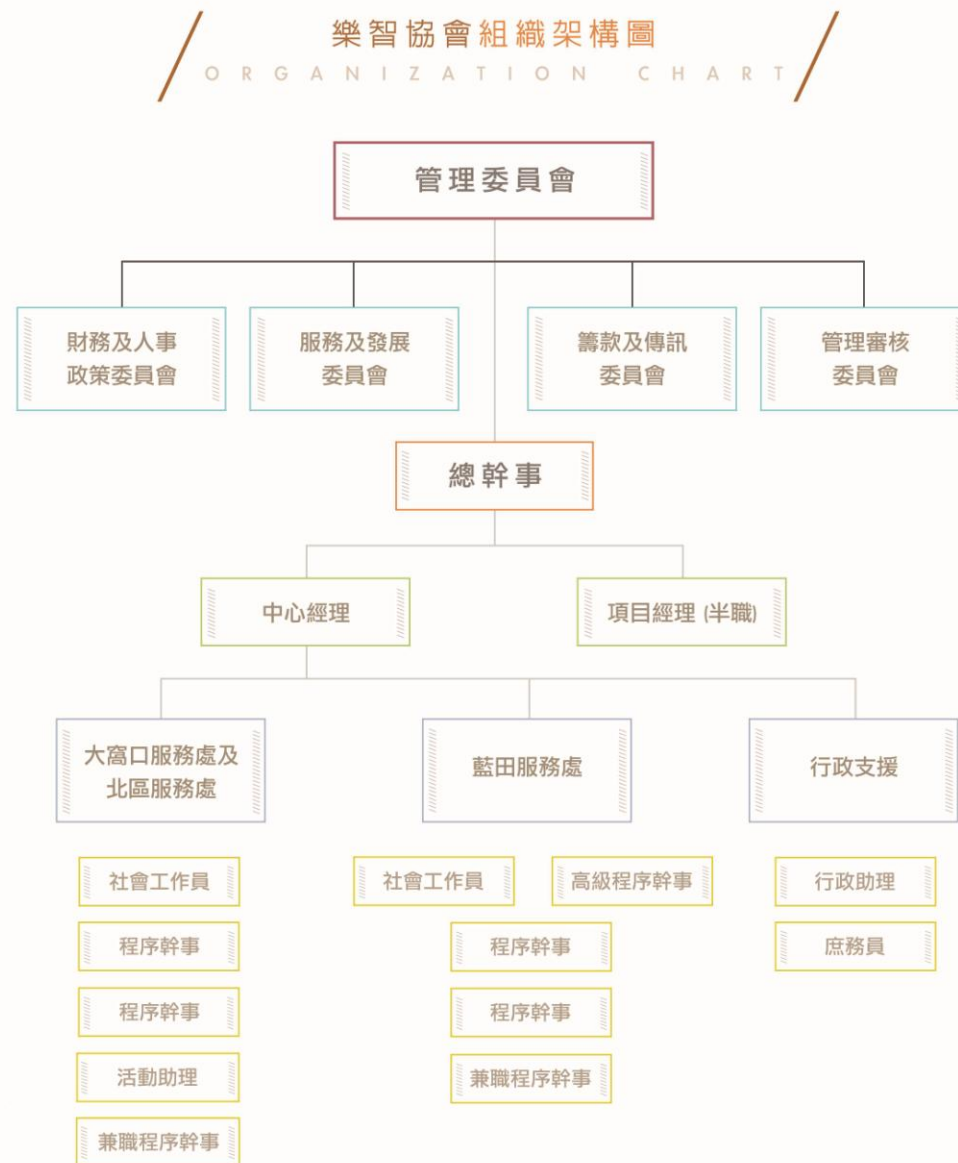 樂智協會組織架構圖
ORGANIZATION CHART
管理委員會
財務及人事
政策委員會
服務及發展
委員會
籌款及傳訊
委員會
管理審核
委員會
總幹事
中心經理
項目經理 (半職)
大窩口服務處及
北區服務處
藍田服務處
行政支援
社會工作員
程序幹事
程序幹事
活動助理
兼職程序幹事
社會工作員
高級程序幹事
程序幹事
程序幹事
兼職程序幹事
行政助理
庶務員